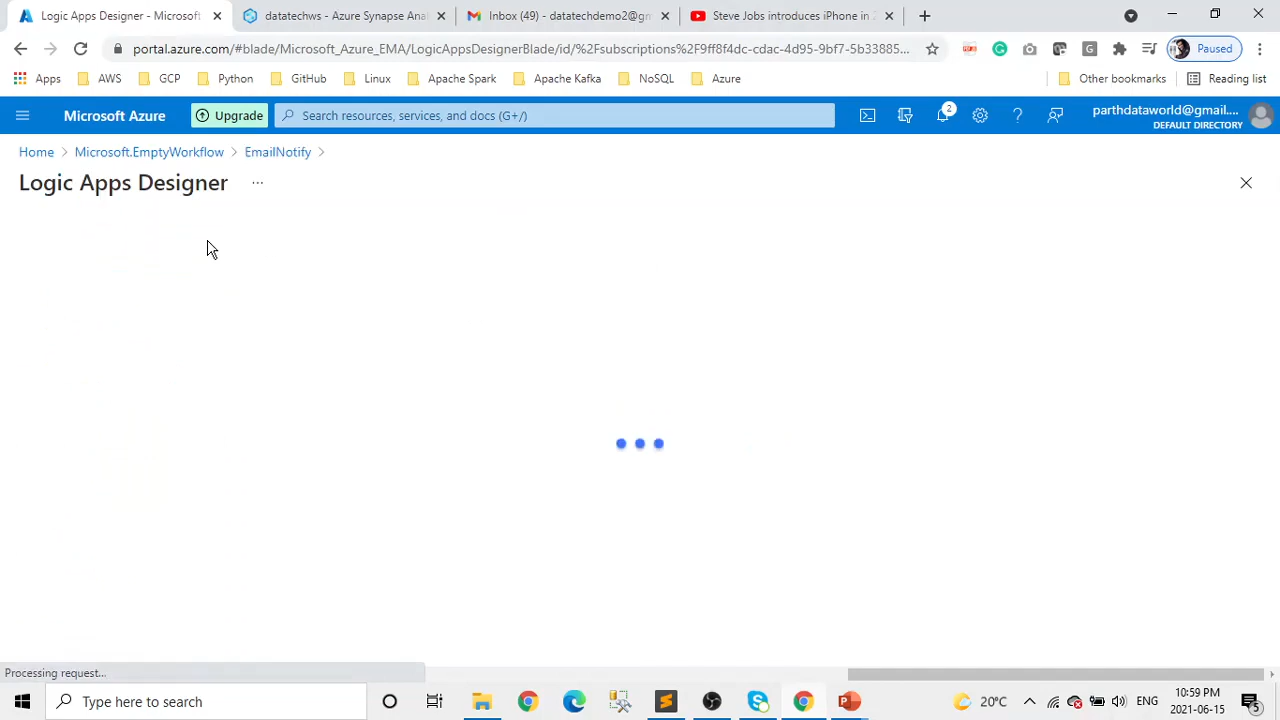 Logic Apps Designer - Microsoft
datatechws - Azure Synapse Anal
Inbox (49) - datatechdemo2@gm
Steve Jobs introduces iPhone in 2
portal.azure.com/#blade/Microsoft_Azure_EMA/LogicAppsDesignerBlade/id/%2Fsubscriptions%2F9ff8f4dc-cdac-4d95-9bf7-5b33885...
Paused
Apps
AWS
GCP
Python
GitHub
Linux
Apache Spark
Apache Kafka
NoSQL
Azure
Other bookmarks
Reading list
Microsoft Azure
Upgrade
Search resources, services, and docs (G+/)
2
parthdataworld@gmail....
DEFAULT DIRECTORY
Home > Microsoft.EmptyWorkflow > EmailNotify >
Logic Apps Designer ...
Processing request...
Type here to search
20°C
ENG
10:59 PM
2021-06-15
5